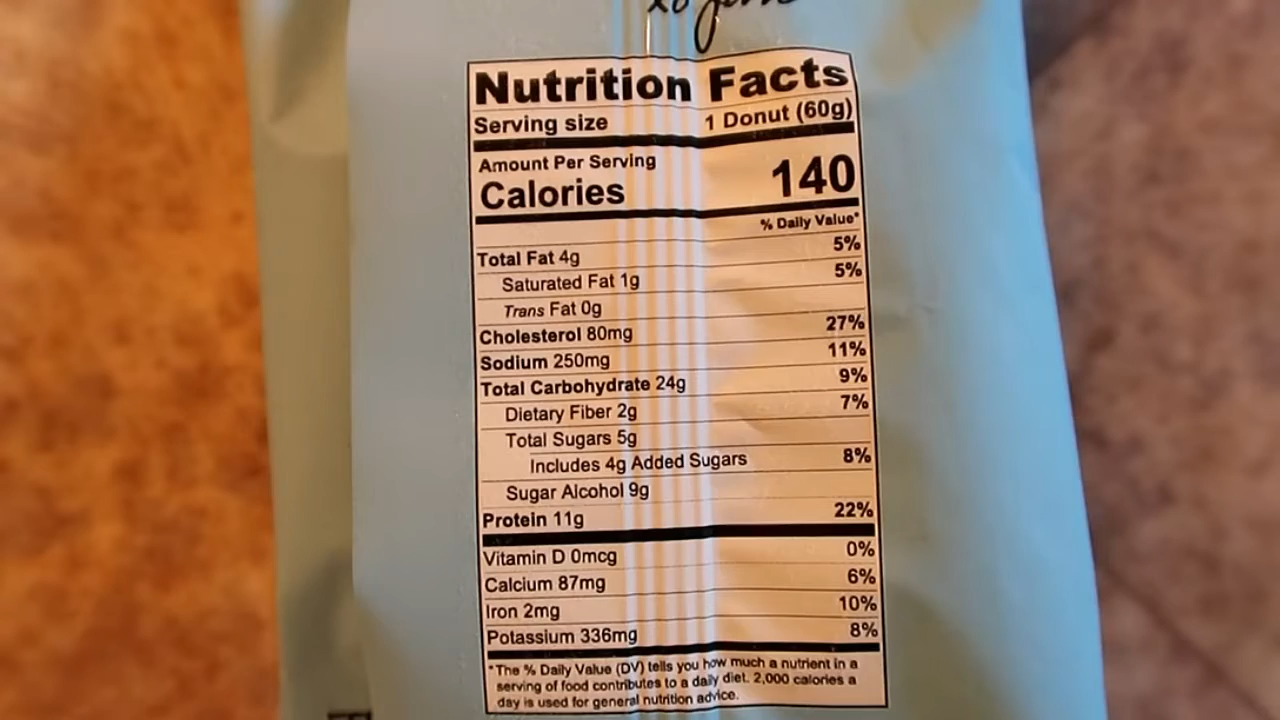 Nutrition Facts
Serving size 1 Donut (60g)
Amount Per Serving
Calories 140
% Daily Value*
Total Fat 4g 5%
Saturated Fat 1g 5%
Trans Fat 0g
Cholesterol 80mg 27%
Sodium 250mg 11%
Total Carbohydrate 24g 9%
Dietary Fiber 2g 7%
Total Sugars 5g
Includes 4g Added Sugars 8%
Sugar Alcohol 9g
Protein 11g 22%
Vitamin D 0mcg 0%
Calcium 87mg 6%
Iron 2mg 10%
Potassium 336mg 8%
*The % Daily Value (DV) tells you how much a nutrient in a
serving of food contributes to a daily diet. 2,000 calories a
day is used for general nutrition advice.